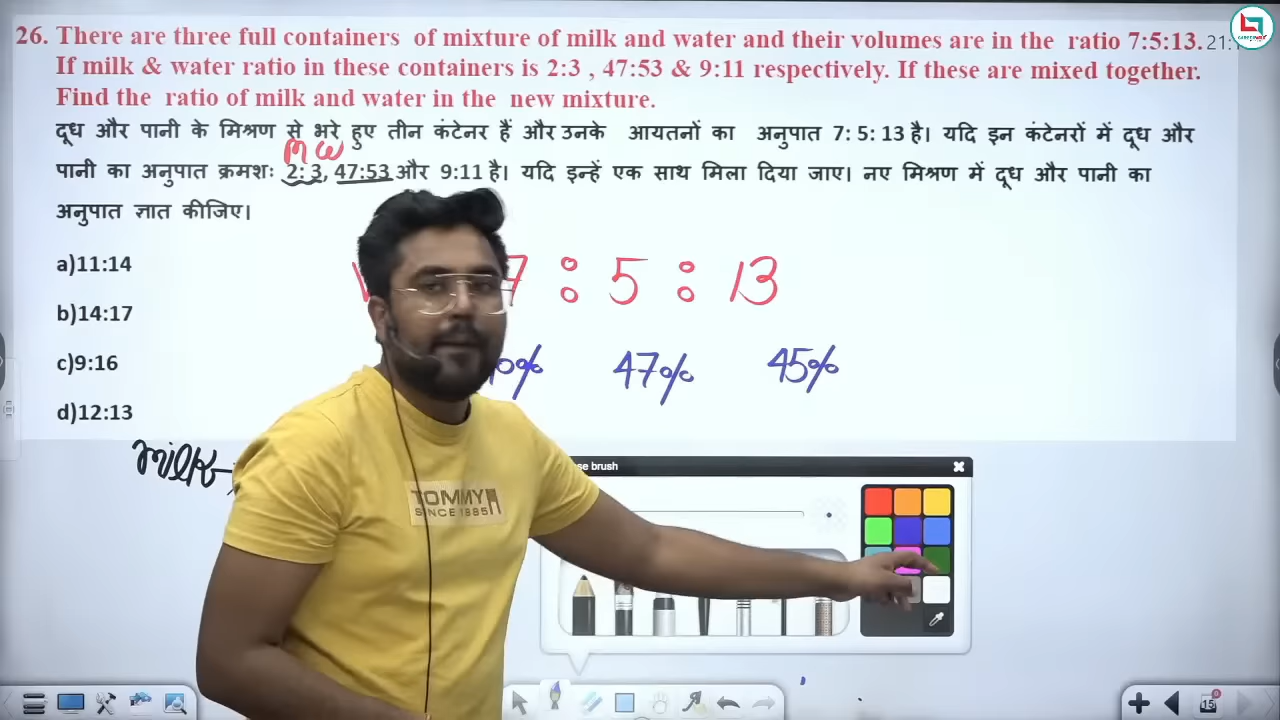 26. There are three full containers of mixture of milk and water and their volumes are in the ratio 7:5:13.
If milk & water ratio in these containers is 2:3 , 47:53 & 9:11 respectively. If these are mixed together.
Find the ratio of milk and water in the new mixture.
दूध और पानी के मिश्रण से भरे हुए तीन कंटेनर हैं और उनके आयतनों का अनुपात 7: 5: 13 है। यदि इन कंटेनरों में दूध और
M W
पानी का अनुपात क्रमशः 2: 3, 47:53 और 9:11 है। यदि इन्हें एक साथ मिला दिया जाए। नए मिश्रण में दूध और पानी का
अनुपात ज्ञात कीजिए।
a)11:14
7 : 5 : 13
b)14:17
c)9:16
47% 45%
d)12:13
milk
brush
TOMMY
SINCE 1985
15